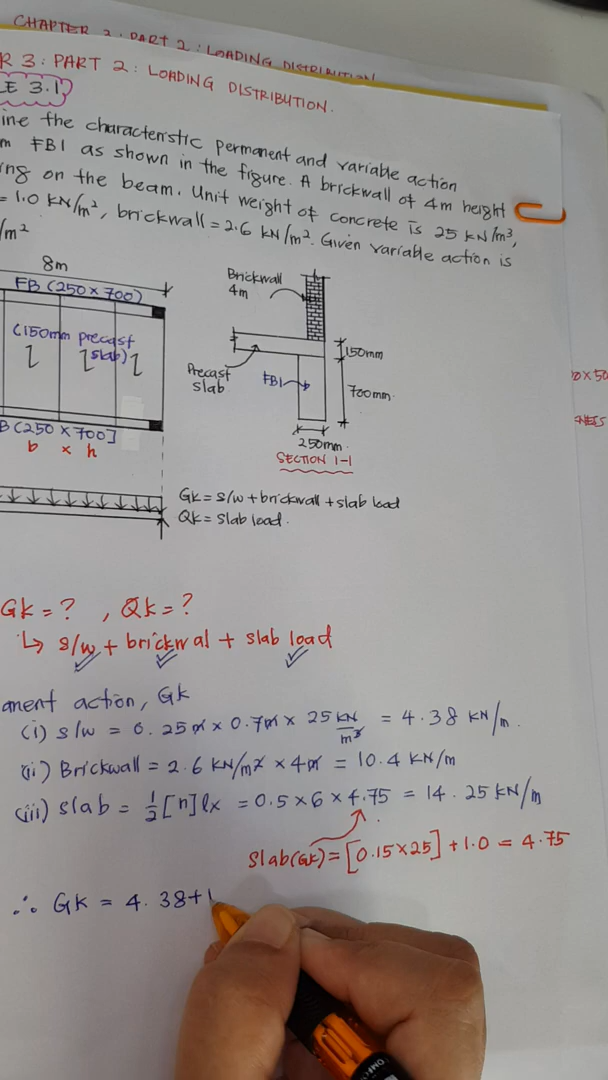 CHAPTER 3: PART 2: LOADING DISTRIBUTION
R 3: PART 2: LOADING DISTRIBUTION.
LE 3.1
ine the characteristic permanent and variable action
m FB1 as shown in the figure. A brickwall of 4m height
ing on the beam. Unit weight of concrete is 25 kN/m³,
= 1.0 kN/m², brickwall = 2.6 kN/m². Given variable action is
/m²
8m
FB (250 x 700)
(150mm precast
slab)
B (250 x 700]
b x h
Brickwall
4m
150mm
Precast
slab
FB1
700mm
250mm
SECTION 1-1
0x50
Gk = s/w + brickwall + slab load
Qk = slab load.
Gk = ? , Qk = ?
↳ s/w + brickwal + slab load
anent action, Gk
(i) s/w = 0.25m x 0.7m x 25 kN/m³ = 4.38 kN/m.
(ii) Brickwall = 2.6 kN/m² x 4m = 10.4 kN/m
(iii) slab = 1/2 [n] lx = 0.5 x 6 x 4.75 = 14.25 kN/m
slab(Gk) = [0.15 x 25] + 1.0 = 4.75
∴ Gk = 4.38 + 1